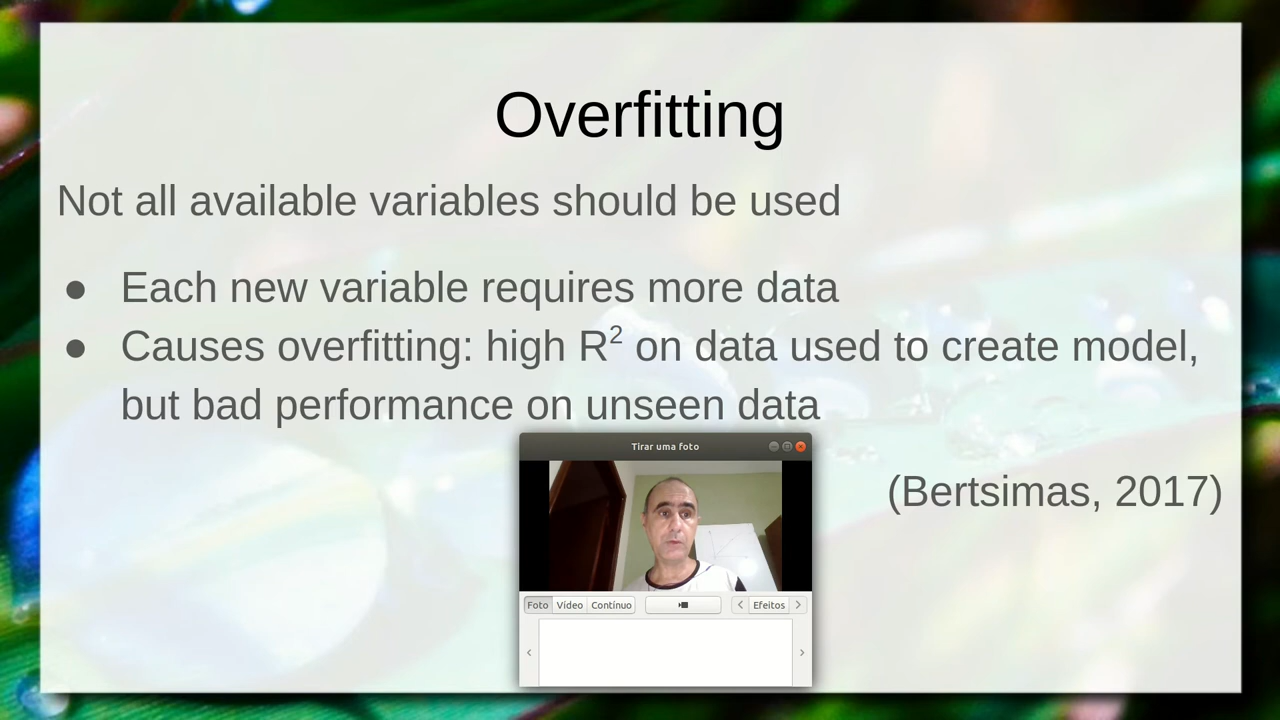 Overfitting
Not all available variables should be used
● Each new variable requires more data
● Causes overfitting: high R² on data used to create model,
but bad performance on unseen data
Tirar uma foto
(Bertsimas, 2017)
Foto Vídeo Contínuo Efeitos